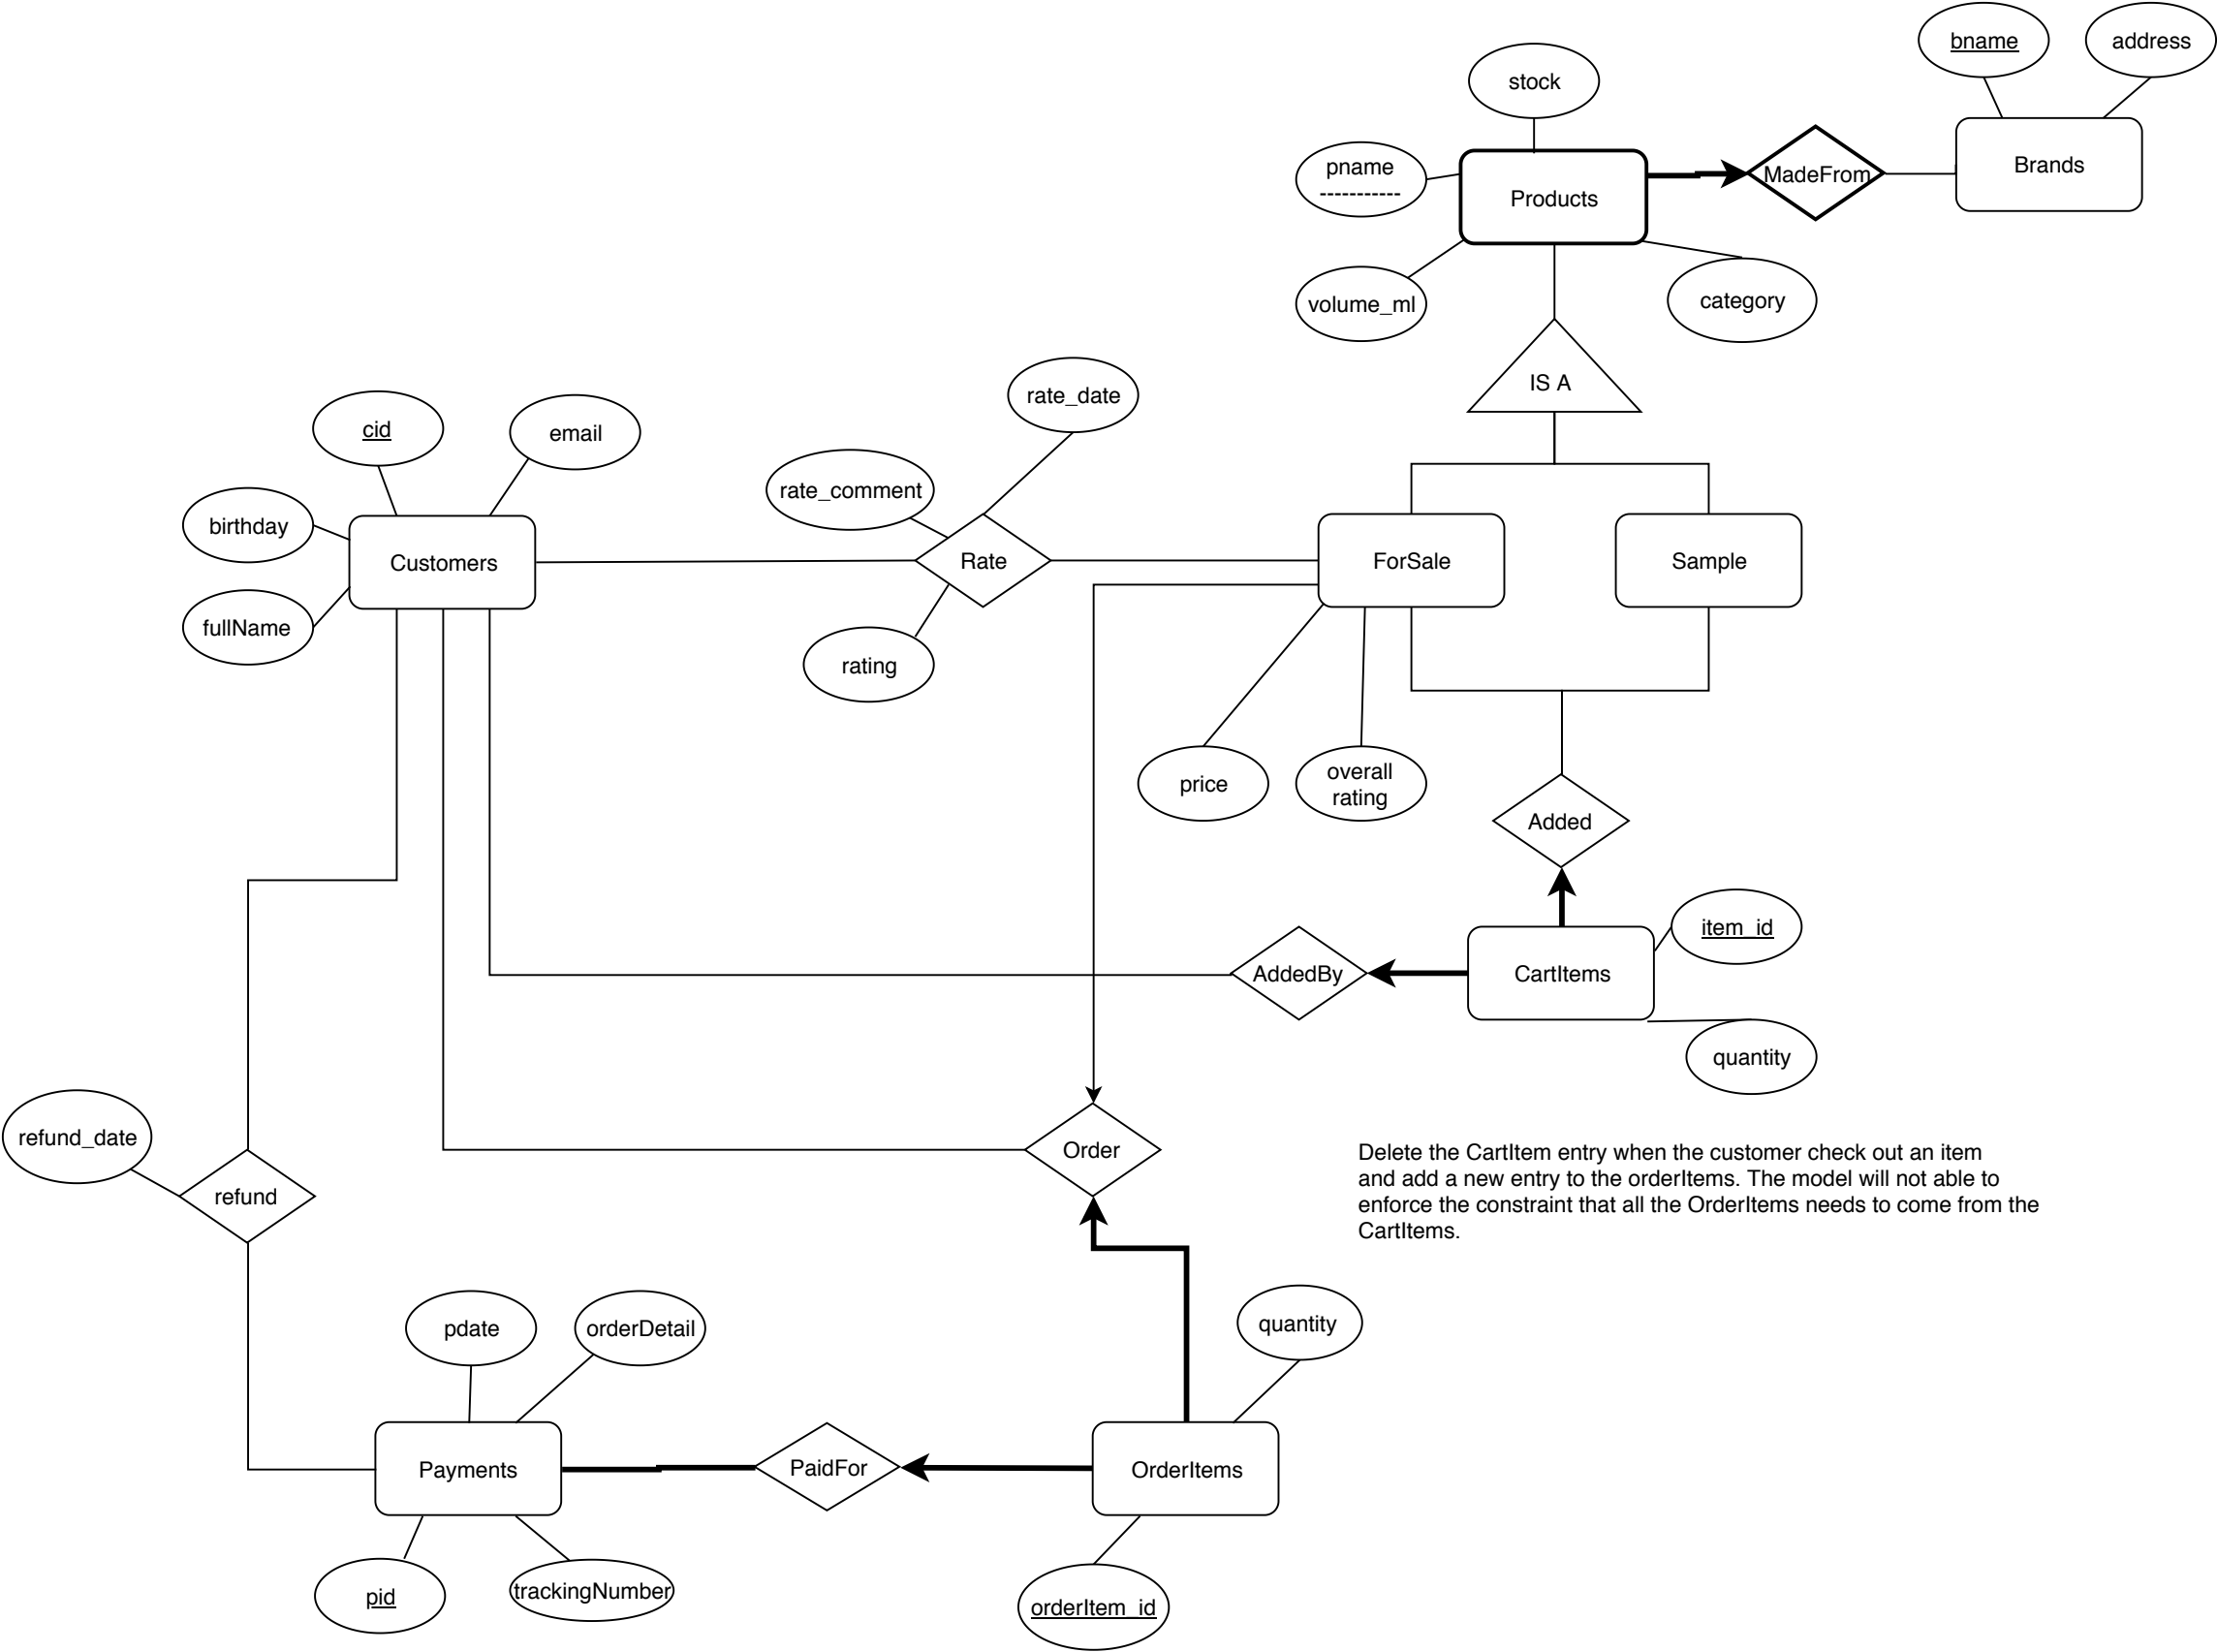 bname
address
stock
pname
-----------
MadeFrom
Brands
Products
volume_ml
category
IS A
rate_date
cid
email
rate_comment
birthday
Customers
Rate
ForSale
Sample
fullName
rating
price
overall
rating
Added
item_id
AddedBy
CartItems
quantity
refund_date
Order
Delete the CartItem entry when the customer check out an item
and add a new entry to the orderItems. The model will not able to
enforce the constraint that all the OrderItems needs to come from the
CartItems.
refund
pdate
orderDetail
quantity
Payments
PaidFor
OrderItems
pid
trackingNumber
orderItem_id